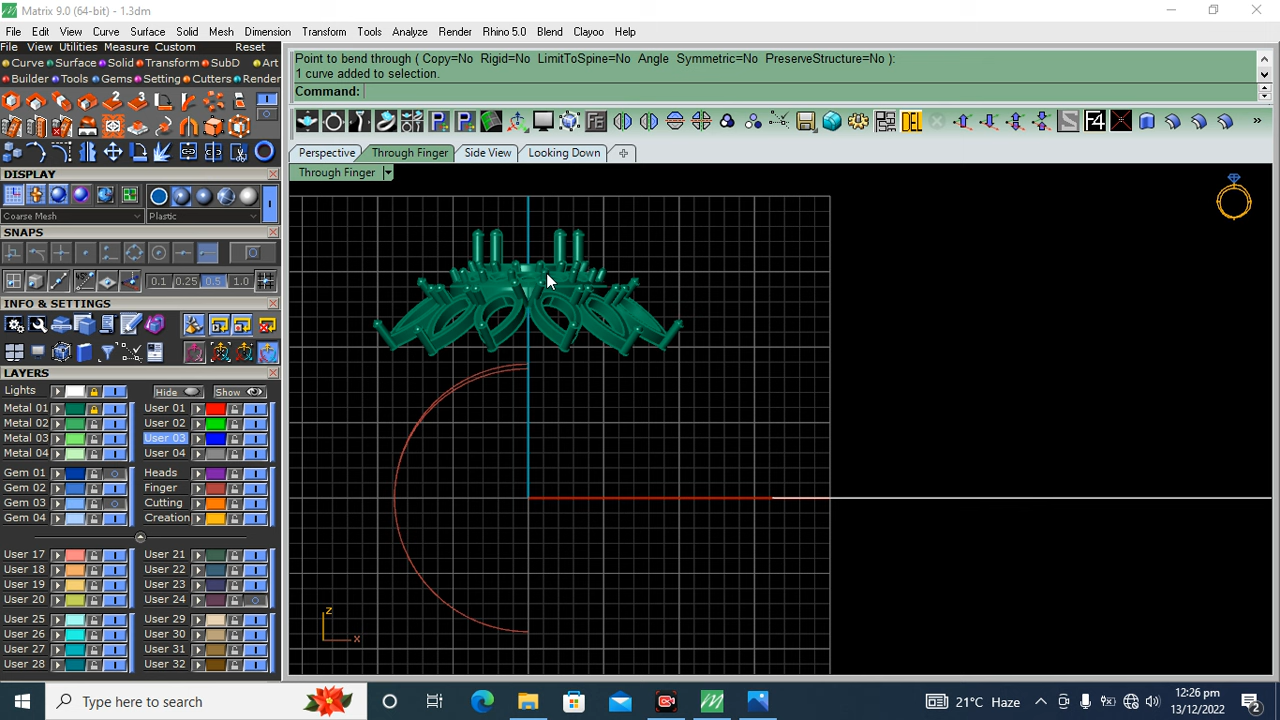 Matrix 9.0 (64-bit) - 1.3dm
File Edit View Curve Surface Solid Mesh Dimension Transform Tools Analyze Render Rhino 5.0 Blend Clayoo Help
File View Utilities Measure Custom Reset
Curve Surface Solid Transform SubD Art
Builder Tools Gems Setting Cutters Render
Point to bend through ( Copy=No Rigid=No LimitToSpine=No Angle Symmetric=No PreserveStructure=No ):
1 curve added to selection.
Command:
FE DEL F4
Perspective Through Finger Side View Looking Down
Through Finger
DISPLAY
Coarse Mesh Plastic
SNAPS
0.1 0.25 0.5 1.0
INFO & SETTINGS
LAYERS
Lights Hide Show
Metal 01 User 01
Metal 02 User 02
Metal 03 User 03
Metal 04 User 04
Gem 01 Heads
Gem 02 Finger
Gem 03 Cutting
Gem 04 Creation
User 17 User 21
User 18 User 22
User 19 User 23
User 20 User 24
User 25 User 29
User 26 User 30
User 27 User 31
User 28 User 32
z
x
Type here to search
21°C Haze
12:26 pm
13/12/2022
2